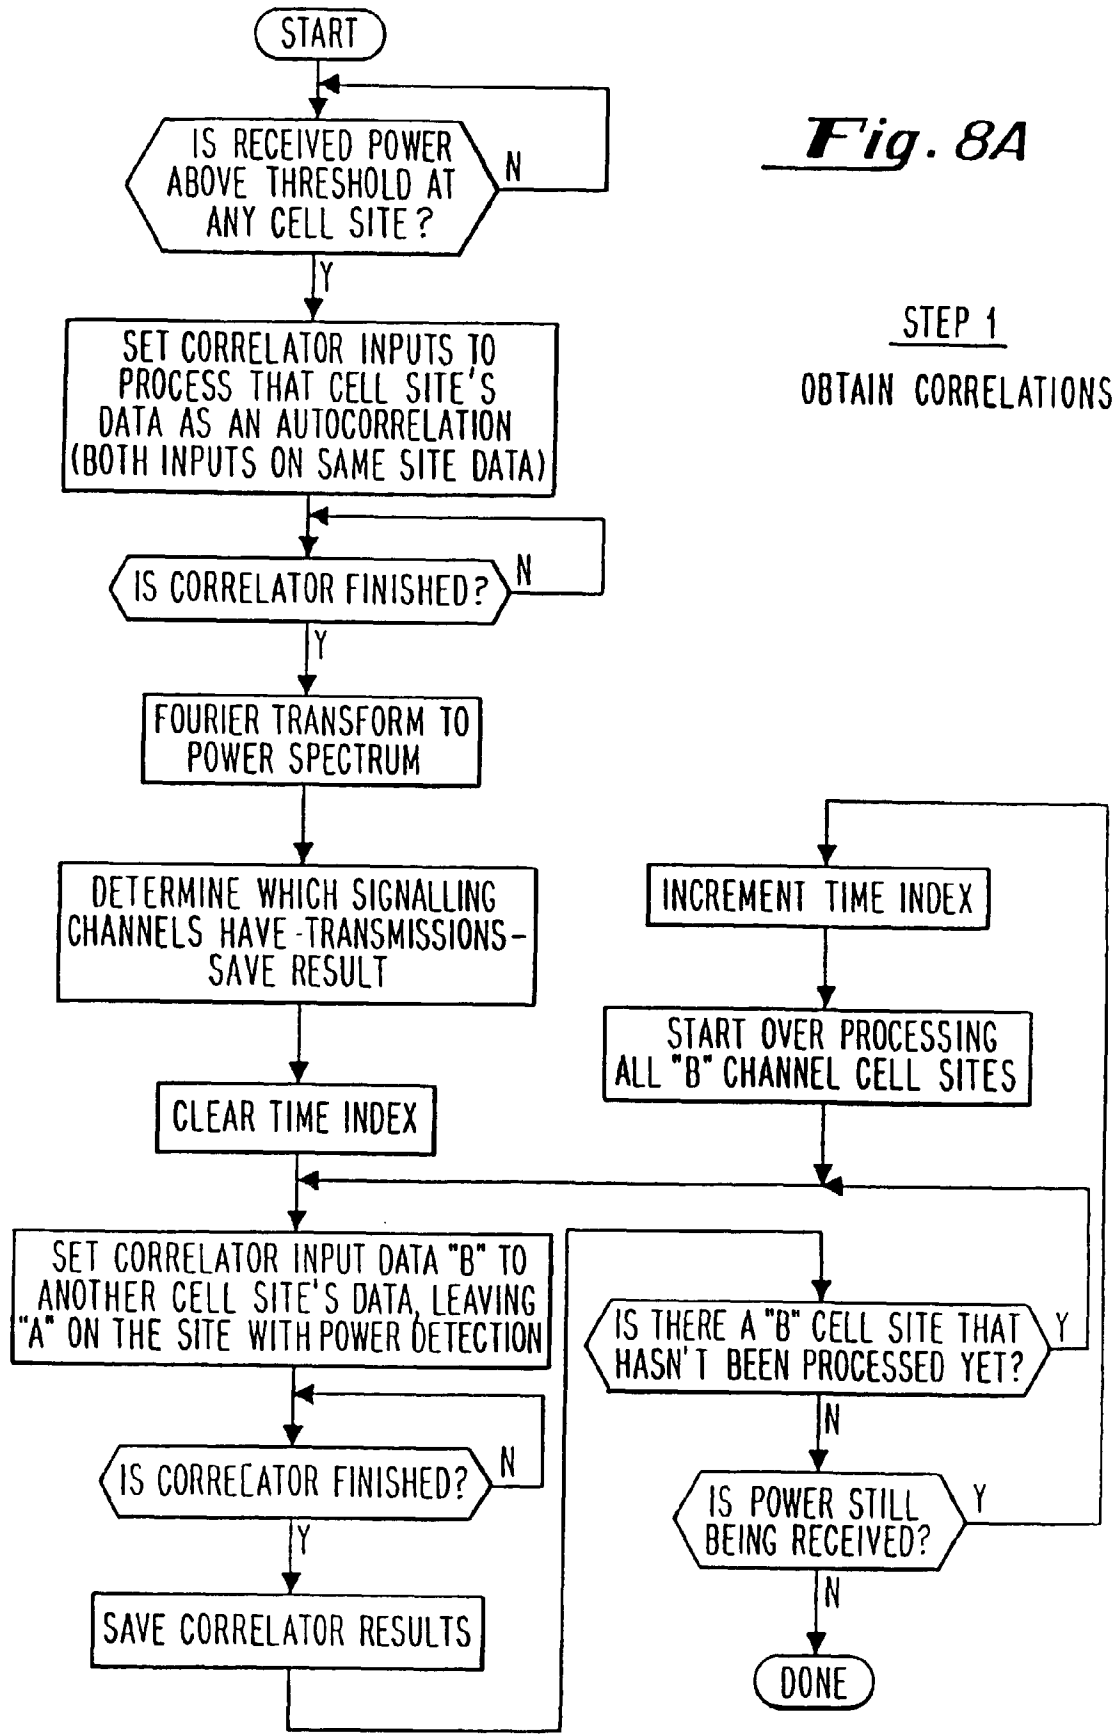 START
IS RECEIVED POWER
ABOVE THRESHOLD AT
ANY CELL SITE?
N
Y
Fig. 8A
STEP 1
OBTAIN CORRELATIONS
SET CORRELATOR INPUTS TO
PROCESS THAT CELL SITE'S
DATA AS AN AUTOCORRELATION
(BOTH INPUTS ON SAME SITE DATA)
IS CORRELATOR FINISHED?
N
Y
FOURIER TRANSFORM TO
POWER SPECTRUM
DETERMINE WHICH SIGNALLING
CHANNELS HAVE-TRANSMISSIONS-
SAVE RESULT
CLEAR TIME INDEX
SET CORRELATOR INPUT DATA "B" TO
ANOTHER CELL SITE'S DATA, LEAVING
"A" ON THE SITE WITH POWER DETECTION
IS CORRECATOR FINISHED?
N
Y
SAVE CORRELATOR RESULTS
INCREMENT TIME INDEX
START OVER PROCESSING
ALL "B" CHANNEL CELL SITES
IS THERE A "B" CELL SITE THAT
HASN'T BEEN PROCESSED YET?
Y
N
IS POWER STILL
BEING RECEIVED?
Y
N
DONE